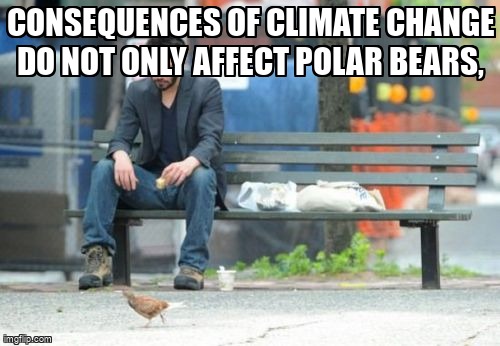 CONSEQUENCES OF CLIMATE CHANGE
DO NOT ONLY AFFECT POLAR BEARS,
imgflip.com